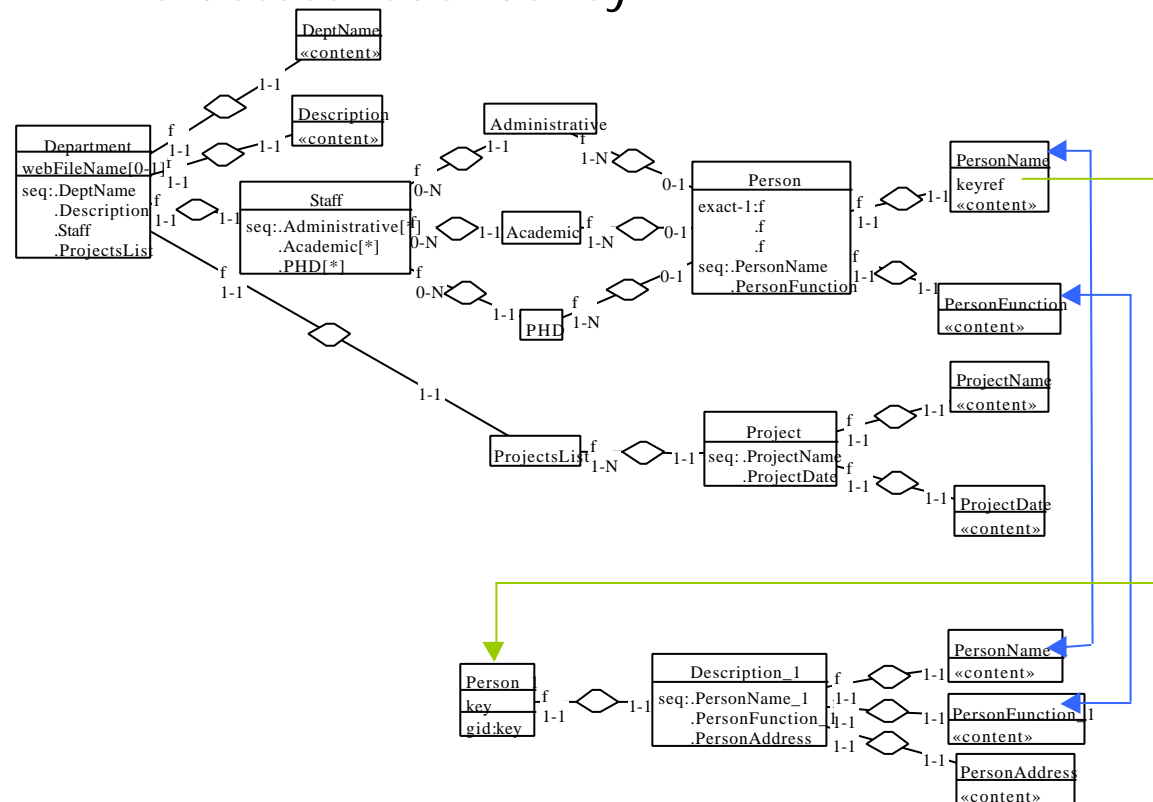 DeptName
«content»
1-1
f
1-1
Description
«content»
1-1
f
1-1
Department
webFileName[0-1]
seq:.DeptName
.Description
.Staff
.ProjectsList
f
1-1
1-1
f
1-1
Staff
seq:.Administrative[*]
.Academic[*]
.PHD[*]
f
0-N
1-1
Administrative
f
1-N
0-1
f
0-N
1-1
Academic
f
1-N
0-1
f
0-N
1-1
PHD
f
1-N
0-1
Person
exact-1:f
.f
.f
seq:.PersonName
.PersonFunction
f
1-1
1-1
PersonName
keyref
«content»
f
1-1
1-1
PersonFunction
«content»
1-1
ProjectsList
f
1-N
1-1
Project
seq:.ProjectName
.ProjectDate
f
1-1
1-1
ProjectName
«content»
f
1-1
1-1
ProjectDate
«content»
Person_1
key
gid:key
f
1-1
1-1
Description_1
seq:.PersonName_1
.PersonFunction_1
.PersonAddress
f
1-1
1-1
PersonName
«content»
1-1
1-1
PersonFunction_1
«content»
1-1
1-1
PersonAddress
«content»